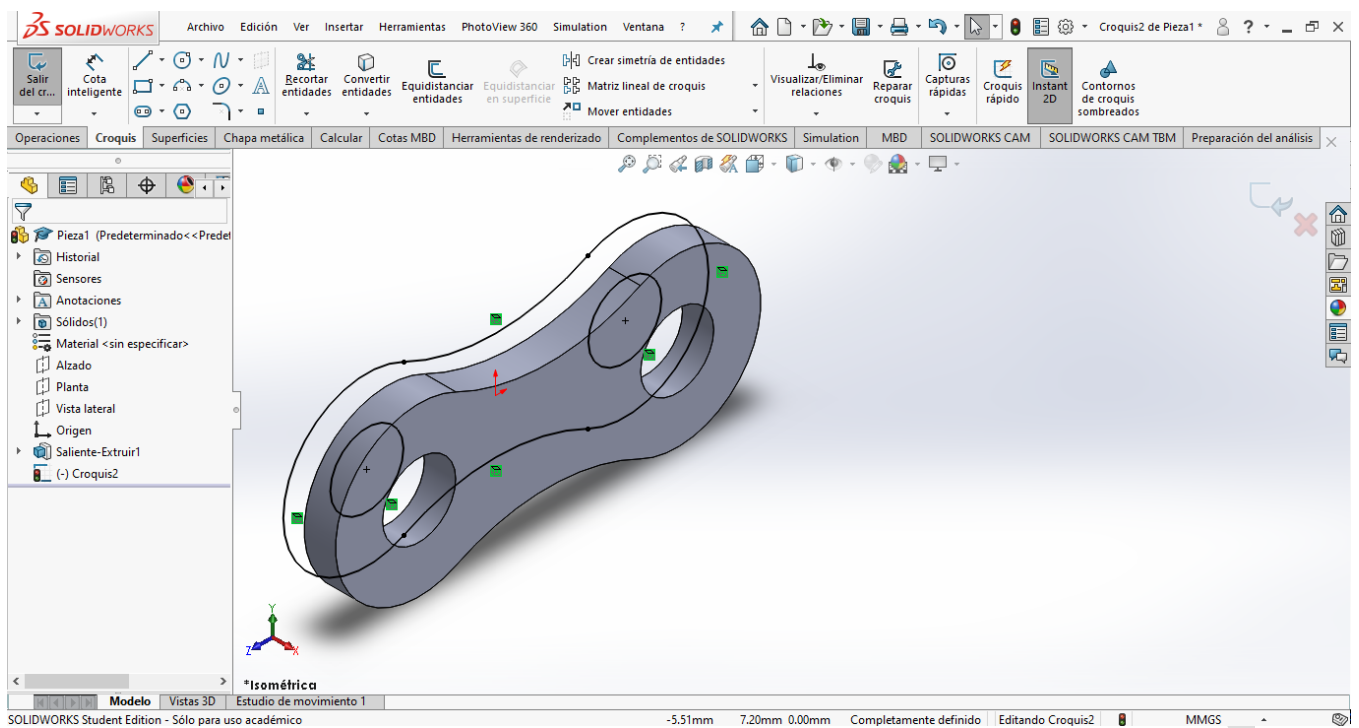 SOLIDWORKS Archivo Edición Ver Insertar Herramientas PhotoView 360 Simulation Ventana ? Croquis2 de Pieza1 * ?
Salir del cr...
Cota inteligente
Recortar entidades
Convertir entidades
Equidistanciar entidades
Equidistanciar en superficie
Crear simetría de entidades
Matriz lineal de croquis
Mover entidades
Visualizar/Eliminar relaciones
Reparar croquis
Capturas rápidas
Croquis rápido
Instant 2D
Contornos de croquis sombreados
Operaciones Croquis Superficies Chapa metálica Calcular Cotas MBD Herramientas de renderizado Complementos de SOLIDWORKS Simulation MBD SOLIDWORKS CAM SOLIDWORKS CAM TBM Preparación del análisis
Pieza1 (Predeterminado<<Predet
Historial
Sensores
Anotaciones
Sólidos(1)
Material <sin especificar>
Alzado
Planta
Vista lateral
Origen
Saliente-Extruir1
(-) Croquis2
Y
Z X
*Isométrica
Modelo Vistas 3D Estudio de movimiento 1
SOLIDWORKS Student Edition - Sólo para uso académico -5.51mm 7.20mm 0.00mm Completamente definido Editando Croquis2 MMGS